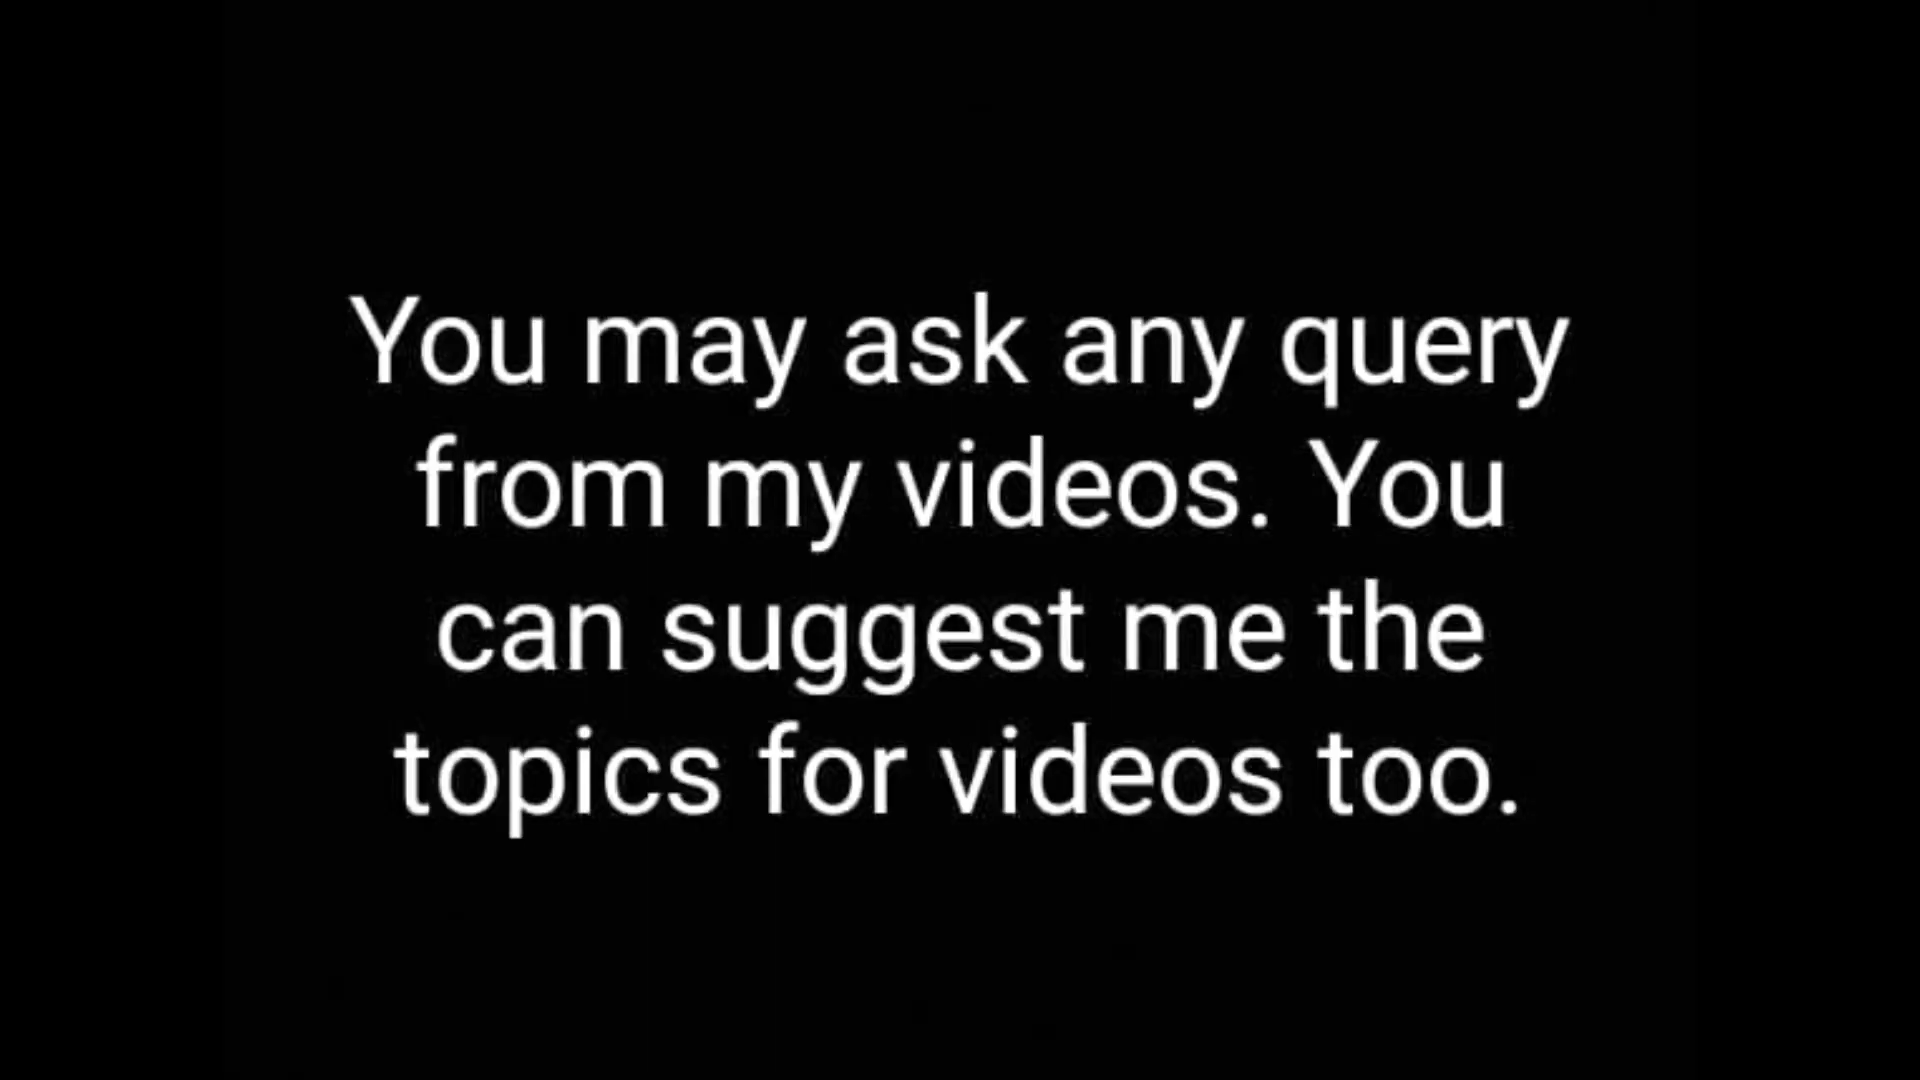 You may ask any query
from my videos. You
can suggest me the
topics for videos too.